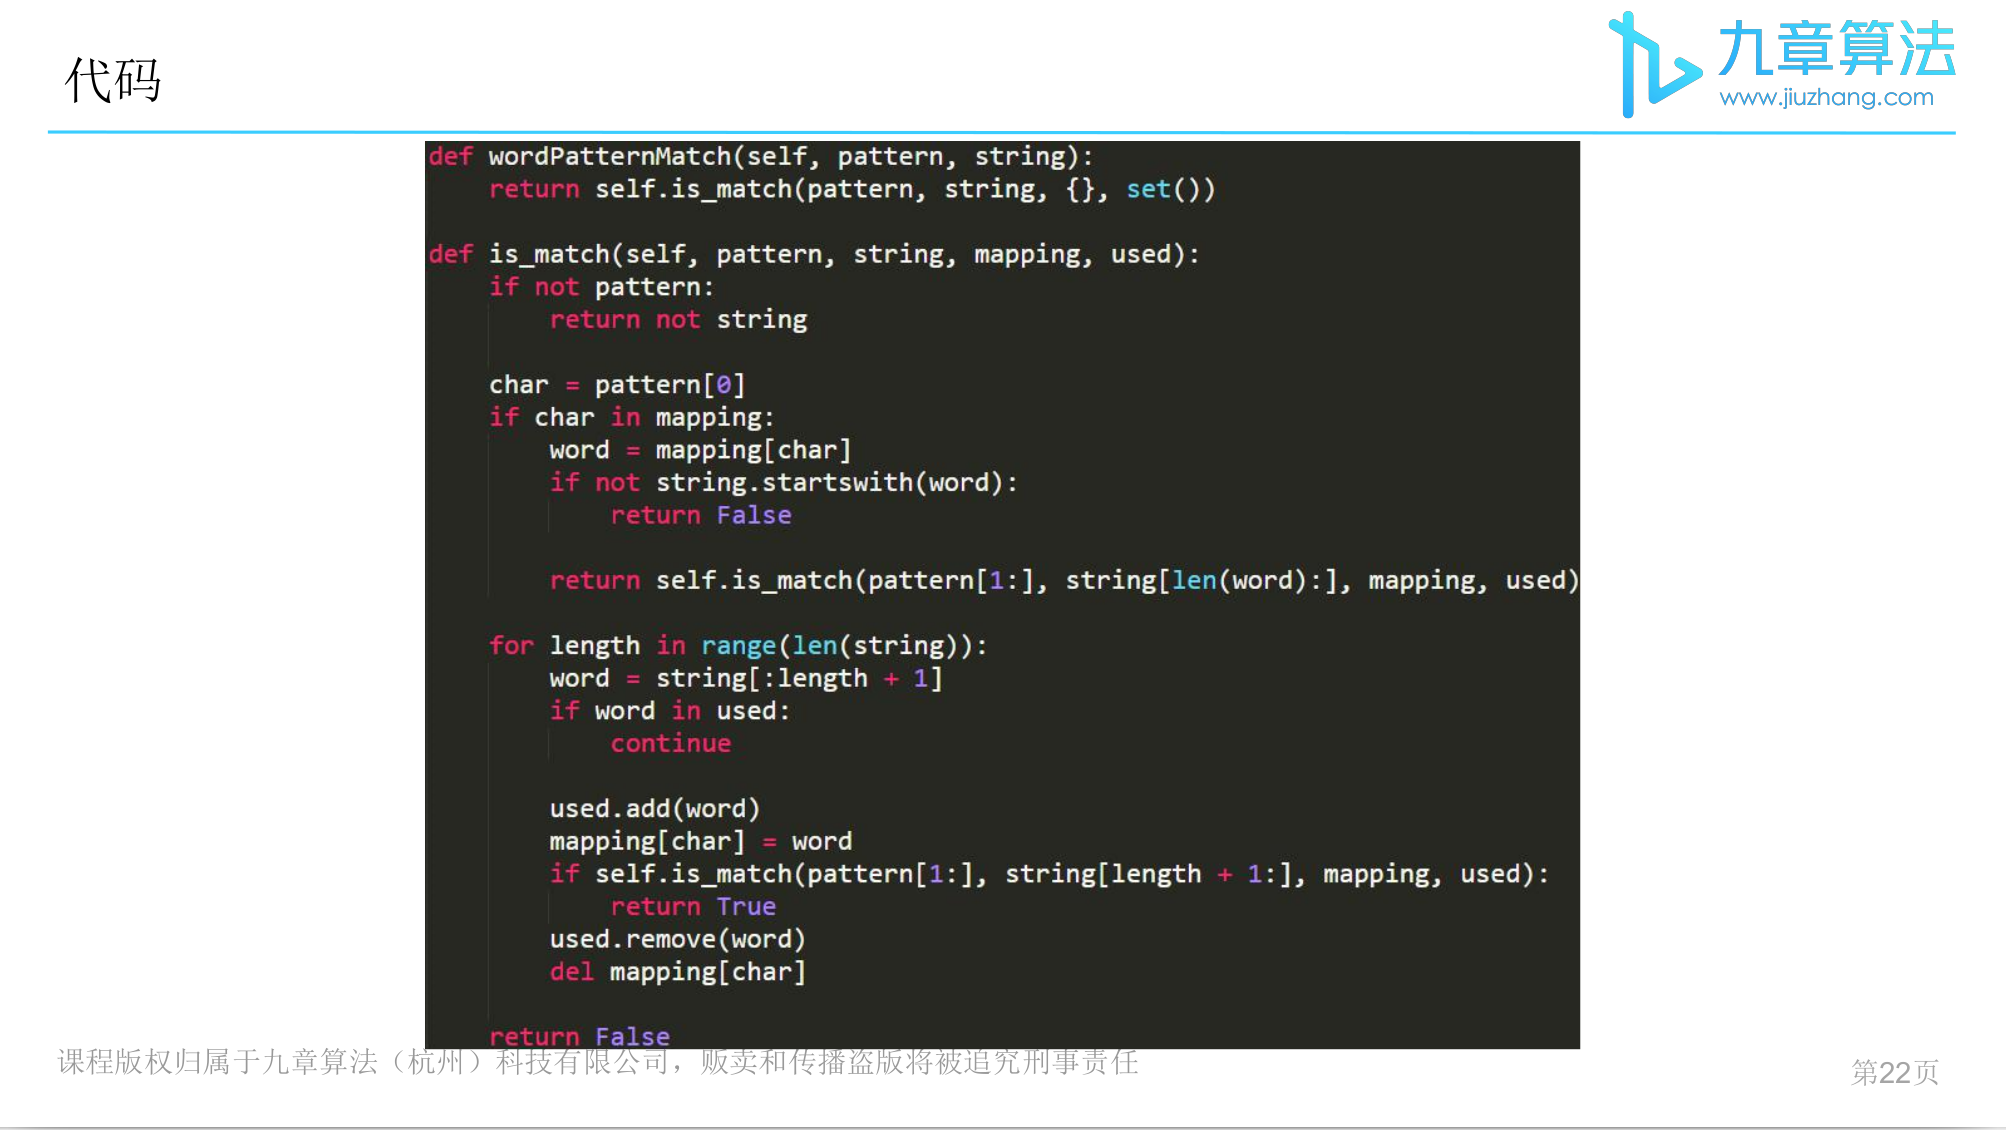 代码
九章算法
www.jiuzhang.com
def wordPatternMatch(self, pattern, string):
    return self.is_match(pattern, string, {}, set())

def is_match(self, pattern, string, mapping, used):
    if not pattern:
        return not string

    char = pattern[0]
    if char in mapping:
        word = mapping[char]
        if not string.startswith(word):
            return False

        return self.is_match(pattern[1:], string[len(word):], mapping, used)

    for length in range(len(string)):
        word = string[:length + 1]
        if word in used:
            continue

        used.add(word)
        mapping[char] = word
        if self.is_match(pattern[1:], string[length + 1:], mapping, used):
            return True
        used.remove(word)
        del mapping[char]

    return False
课程版权归属于九章算法（杭州）科技有限公司，贩卖和传播盗版将被追究刑事责任
第22页